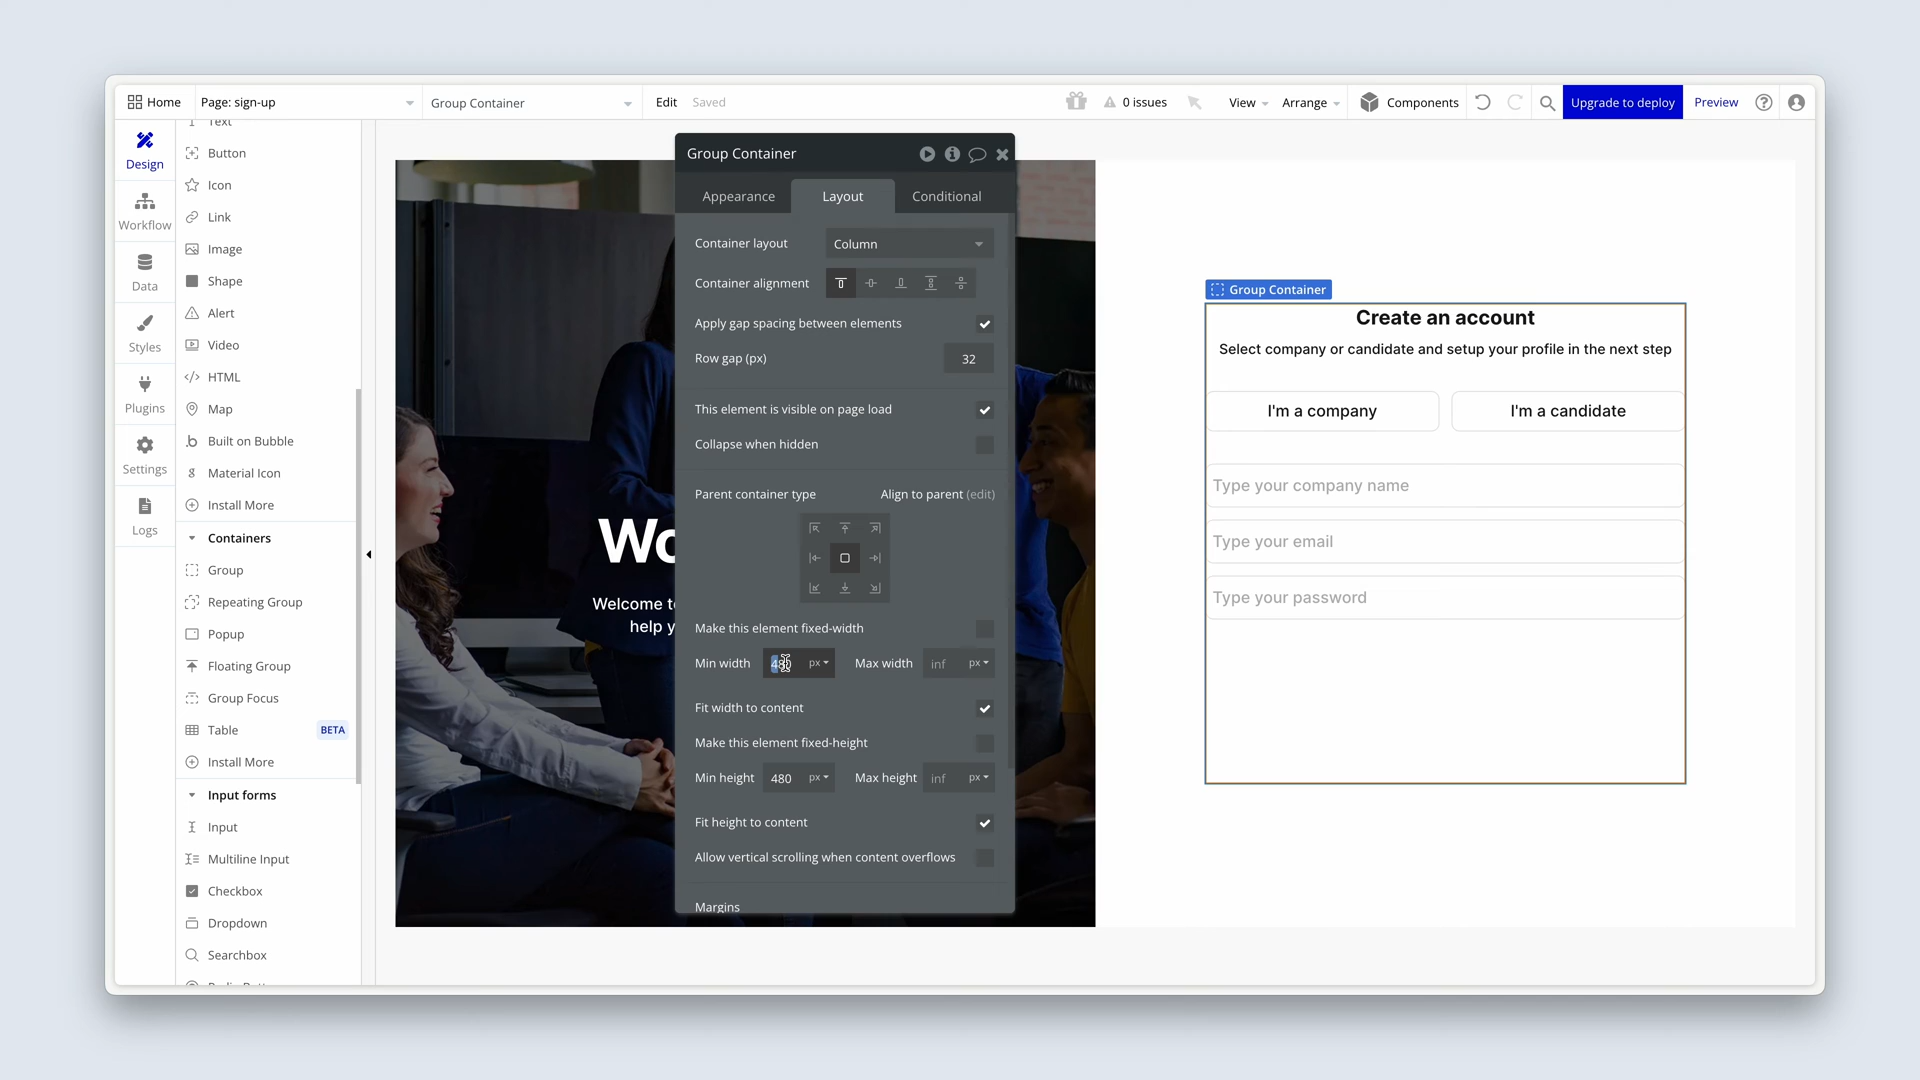 Home
Page: sign-up
Group Container
Edit
Saved
0 issues
View
Arrange
Components
Upgrade to deploy
Preview
Design
Workflow
Data
Styles
Plugins
Settings
Logs
Text
Button
Icon
Link
Image
Shape
Alert
Video
HTML
Map
Built on Bubble
Material Icon
Install More
Containers
Group
Repeating Group
Popup
Floating Group
Group Focus
Table BETA
Install More
Input forms
Input
Multiline Input
Checkbox
Dropdown
Searchbox
Wo
Welcome t
help y
Group Container
Appearance
Layout
Conditional
Container layout Column
Container alignment
Apply gap spacing between elements
Row gap (px) 32
This element is visible on page load
Collapse when hidden
Parent container type Align to parent (edit)
Make this element fixed-width
Min width 480 px Max width inf px
Fit width to content
Make this element fixed-height
Min height 480 px Max height inf px
Fit height to content
Allow vertical scrolling when content overflows
Margins
Group Container
Create an account
Select company or candidate and setup your profile in the next step
I'm a company
I'm a candidate
Type your company name
Type your email
Type your password